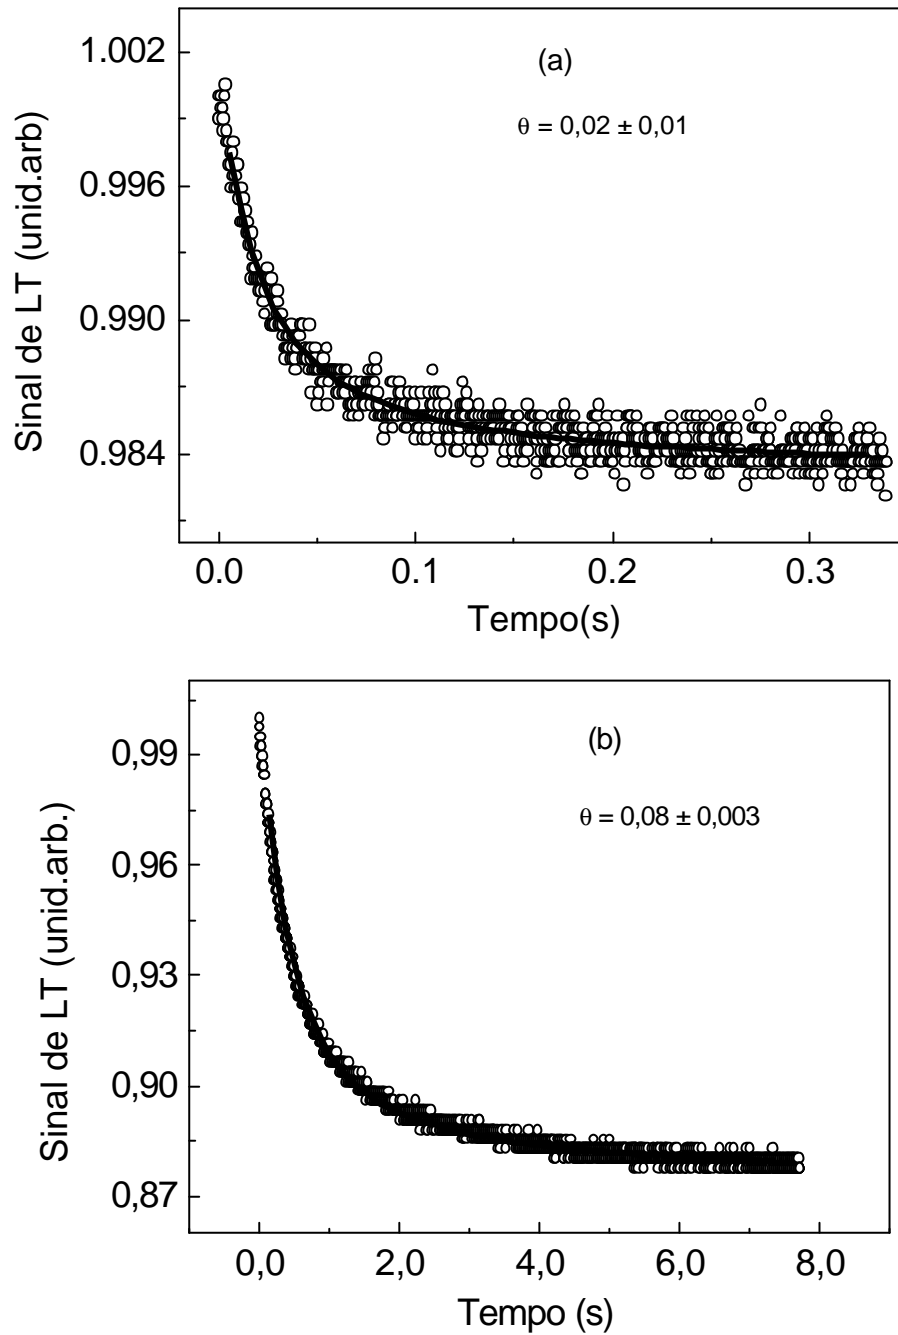 1.002
(a)
θ = 0,02 ± 0,01
0.996
0.990
0.984
Sinal de LT (unid.arb)
0.0 0.1 0.2 0.3
Tempo(s)
(b)
0,99
θ = 0,08 ± 0,003
0,96
0,93
0,90
0,87
Sinal de LT (unid.arb.)
0,0 2,0 4,0 6,0 8,0
Tempo (s)